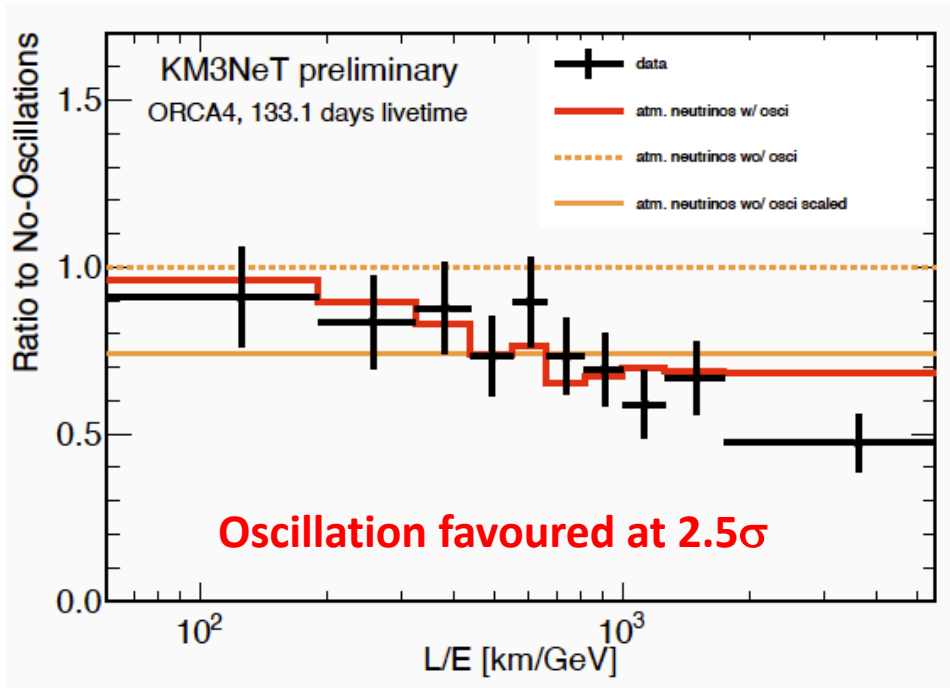 Ratio to No-Oscillations
1.5
1.0
0.5
0.0
KM3NeT preliminary
ORCA4, 133.1 days livetime
data
atm. neutrinos w/ osci
atm. neutrinos wo/ osci
atm. neutrinos wo/ osci scaled
Oscillation favoured at 2.5σ
10²
10³
L/E [km/GeV]